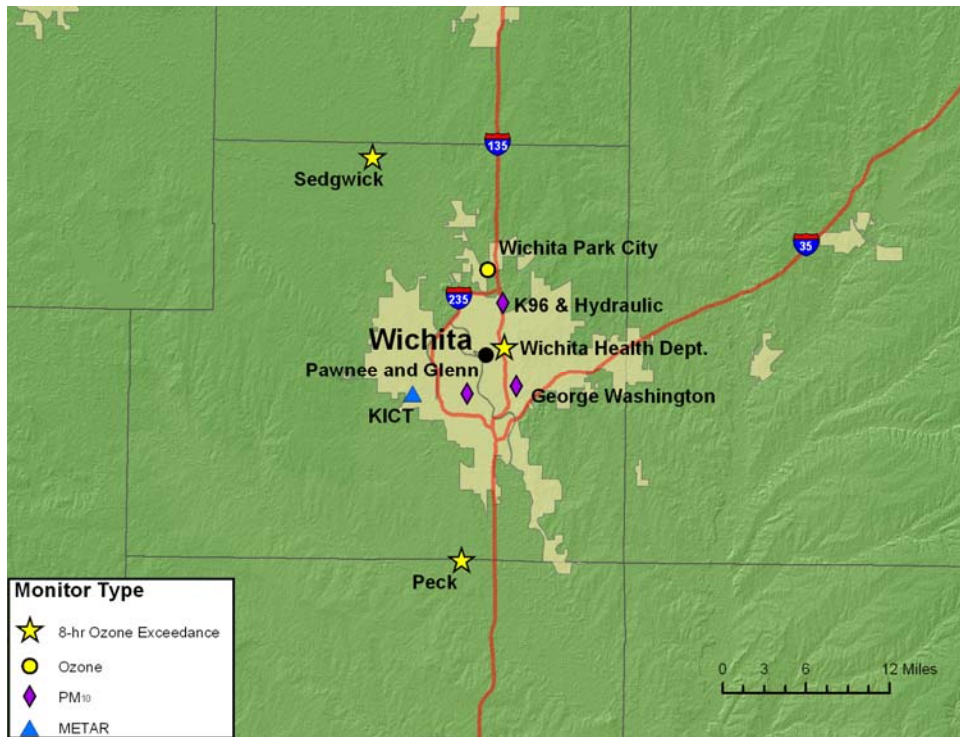 135
Sedgwick
Wichita Park City
35
235
K96 & Hydraulic
Wichita
Wichita Health Dept.
Pawnee and Glenn
George Washington
KICT
Peck
Monitor Type
8-hr Ozone Exceedance
Ozone
PM10
METAR
0 3 6 12 Miles